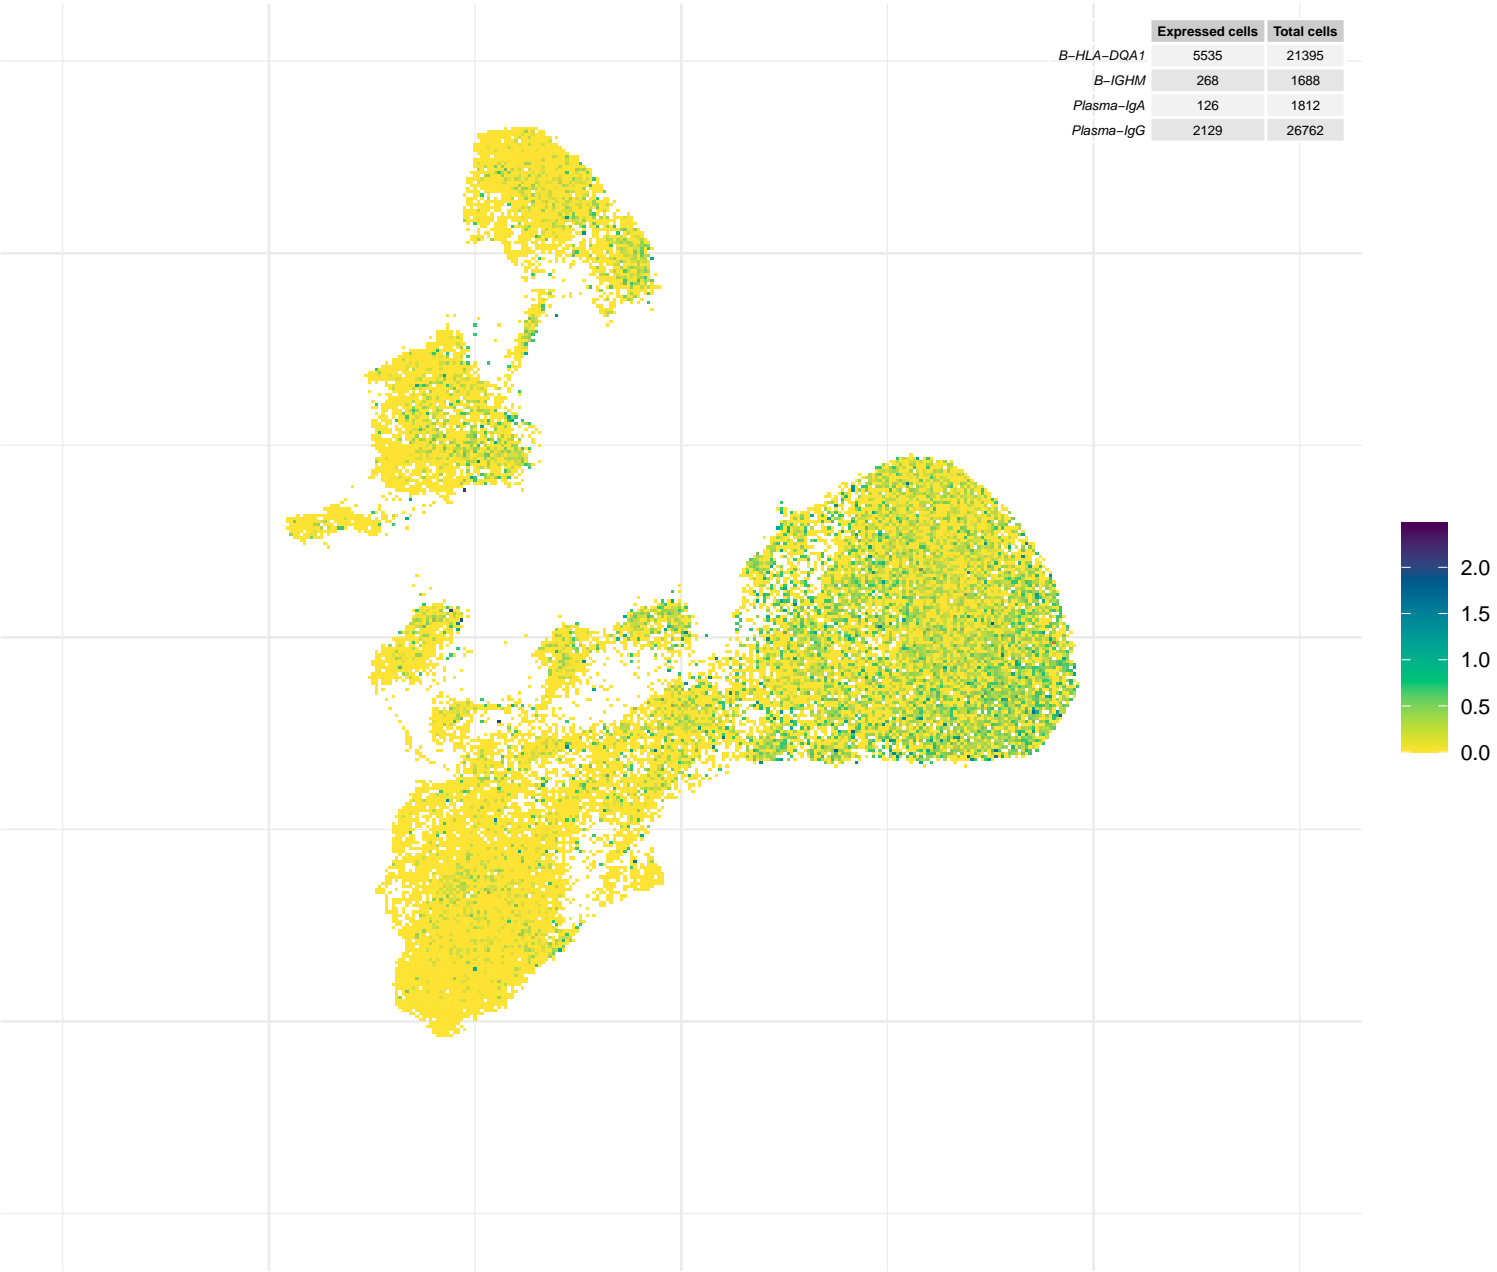 Expressed cells Total cells
B−HLA−DQA1 5535 21395
B−IGHM 268 1688
Plasma−IgA 126 1812
Plasma−IgG 2129 26762
2.0
1.5
1.0
0.5
0.0